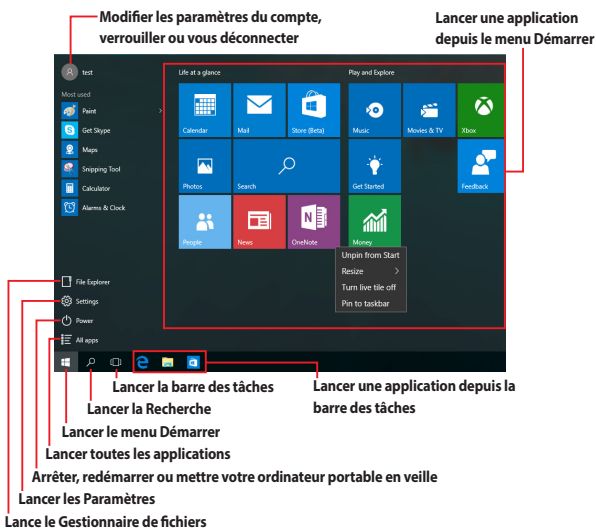 Modifier les paramètres du compte,
verrouiller ou vous déconnecter
Lancer une application
depuis le menu Démarrer
test
Life at a glance
Play and Explore
Most used
Paint
Get Skype
Maps
Snipping Tool
Calculator
Alarms & Clock
Calendar
Mail
Store (Beta)
Music
Movies & TV
Xbox
Photos
Search
Get Started
Feedback
People
News
OneNote
Money
Unpin from Start
Resize
Turn live tile off
Pin to taskbar
File Explorer
Settings
Power
All apps
Lancer la barre des tâches
Lancer une application depuis la
barre des tâches
Lancer la Recherche
Lancer le menu Démarrer
Lancer toutes les applications
Arrêter, redémarrer ou mettre votre ordinateur portable en veille
Lancer les Paramètres
Lance le Gestionnaire de fichiers